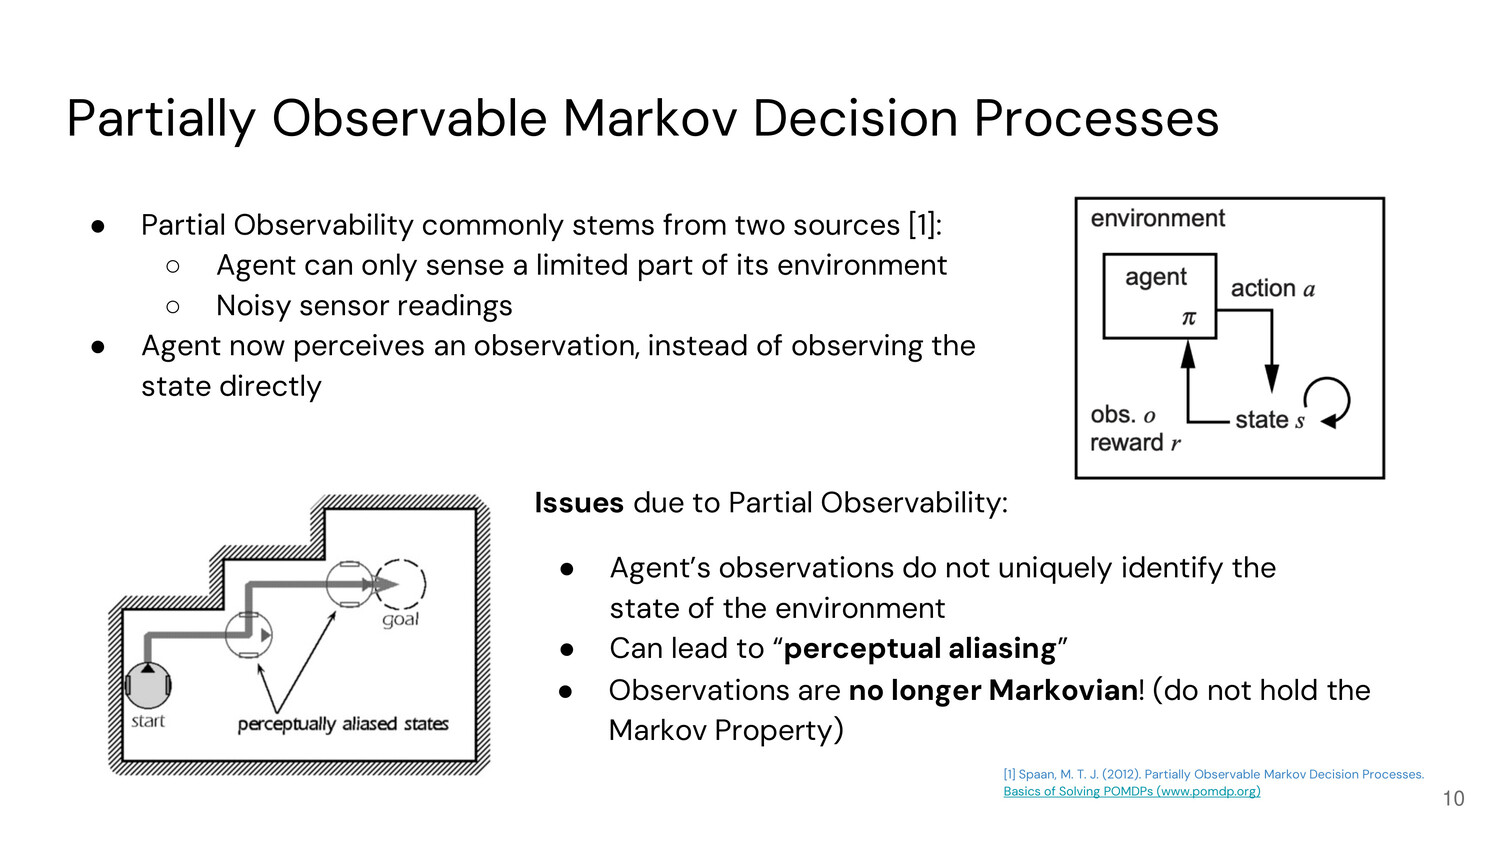 Partially Observable Markov Decision Processes
● Partial Observability commonly stems from two sources [1]:
○ Agent can only sense a limited part of its environment
○ Noisy sensor readings
● Agent now perceives an observation, instead of observing the
state directly
environment
agent
π
action a
obs. o
reward r
state s
Issues due to Partial Observability:
● Agent’s observations do not uniquely identify the
state of the environment
● Can lead to “perceptual aliasing”
● Observations are no longer Markovian! (do not hold the
Markov Property)
goal
start
perceptually aliased states
[1] Spaan, M. T. J. (2012). Partially Observable Markov Decision Processes.
Basics of Solving POMDPs (www.pomdp.org)
10